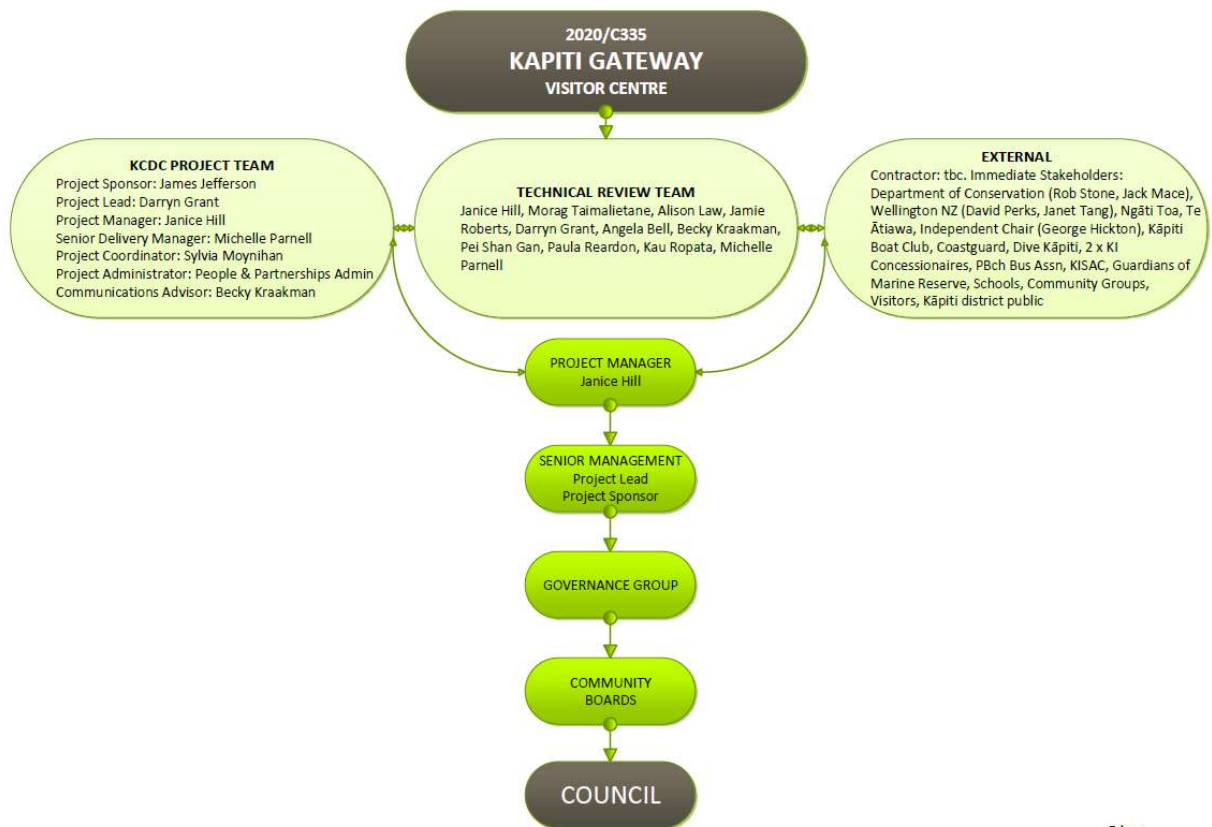 2020/C335
KAPITI GATEWAY
VISITOR CENTRE
KCDC PROJECT TEAM
Project Sponsor: James Jefferson
Project Lead: Darryn Grant
Project Manager: Janice Hill
Senior Delivery Manager: Michelle Parnell
Project Coordinator: Sylvia Moynihan
Project Administrator: People & Partnerships Admin
Communications Advisor: Becky Kraakman
TECHNICAL REVIEW TEAM
Janice Hill, Morag Taimalietane, Alison Law, Jamie
Roberts, Darryn Grant, Angela Bell, Becky Kraakman,
Pei Shan Gan, Paula Reardon, Kau Ropata, Michelle
Parnell
EXTERNAL
Contractor: tbc. Immediate Stakeholders:
Department of Conservation (Rob Stone, Jack Mace),
Wellington NZ (David Perks, Janet Tang), Ngāti Toa, Te
Ātiawa, Independent Chair (George Hickton), Kāpiti
Boat Club, Coastguard, Dive Kāpiti, 2 x KI
Concessionaires, PBch Bus Assn, KISAC, Guardians of
Marine Reserve, Schools, Community Groups,
Visitors, Kāpiti district public
PROJECT MANAGER
Janice Hill
SENIOR MANAGEMENT
Project Lead
Project Sponsor
GOVERNANCE GROUP
COMMUNITY
BOARDS
COUNCIL